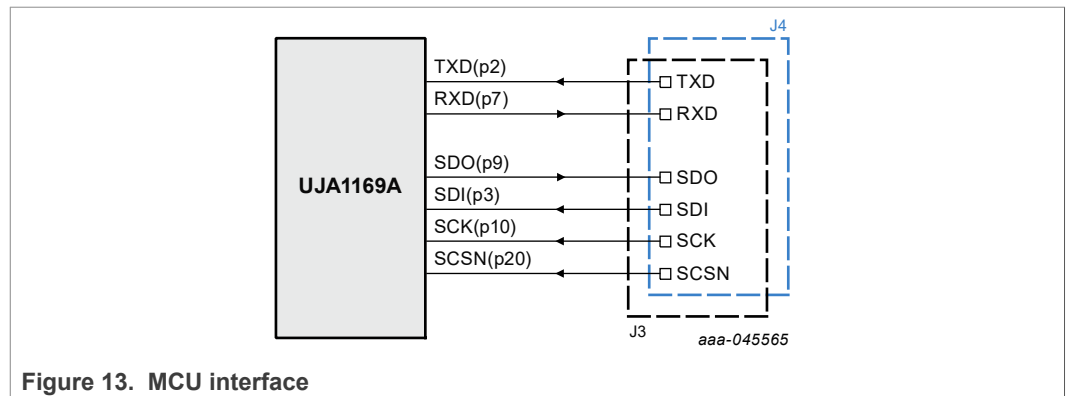 J4
TXD(p2)
TXD
RXD(p7)
RXD
SDO(p9)
SDO
UJA1169A
SDI(p3)
SDI
SCK(p10)
SCK
SCSN(p20)
SCSN
J3
aaa-045565
Figure 13. MCU interface